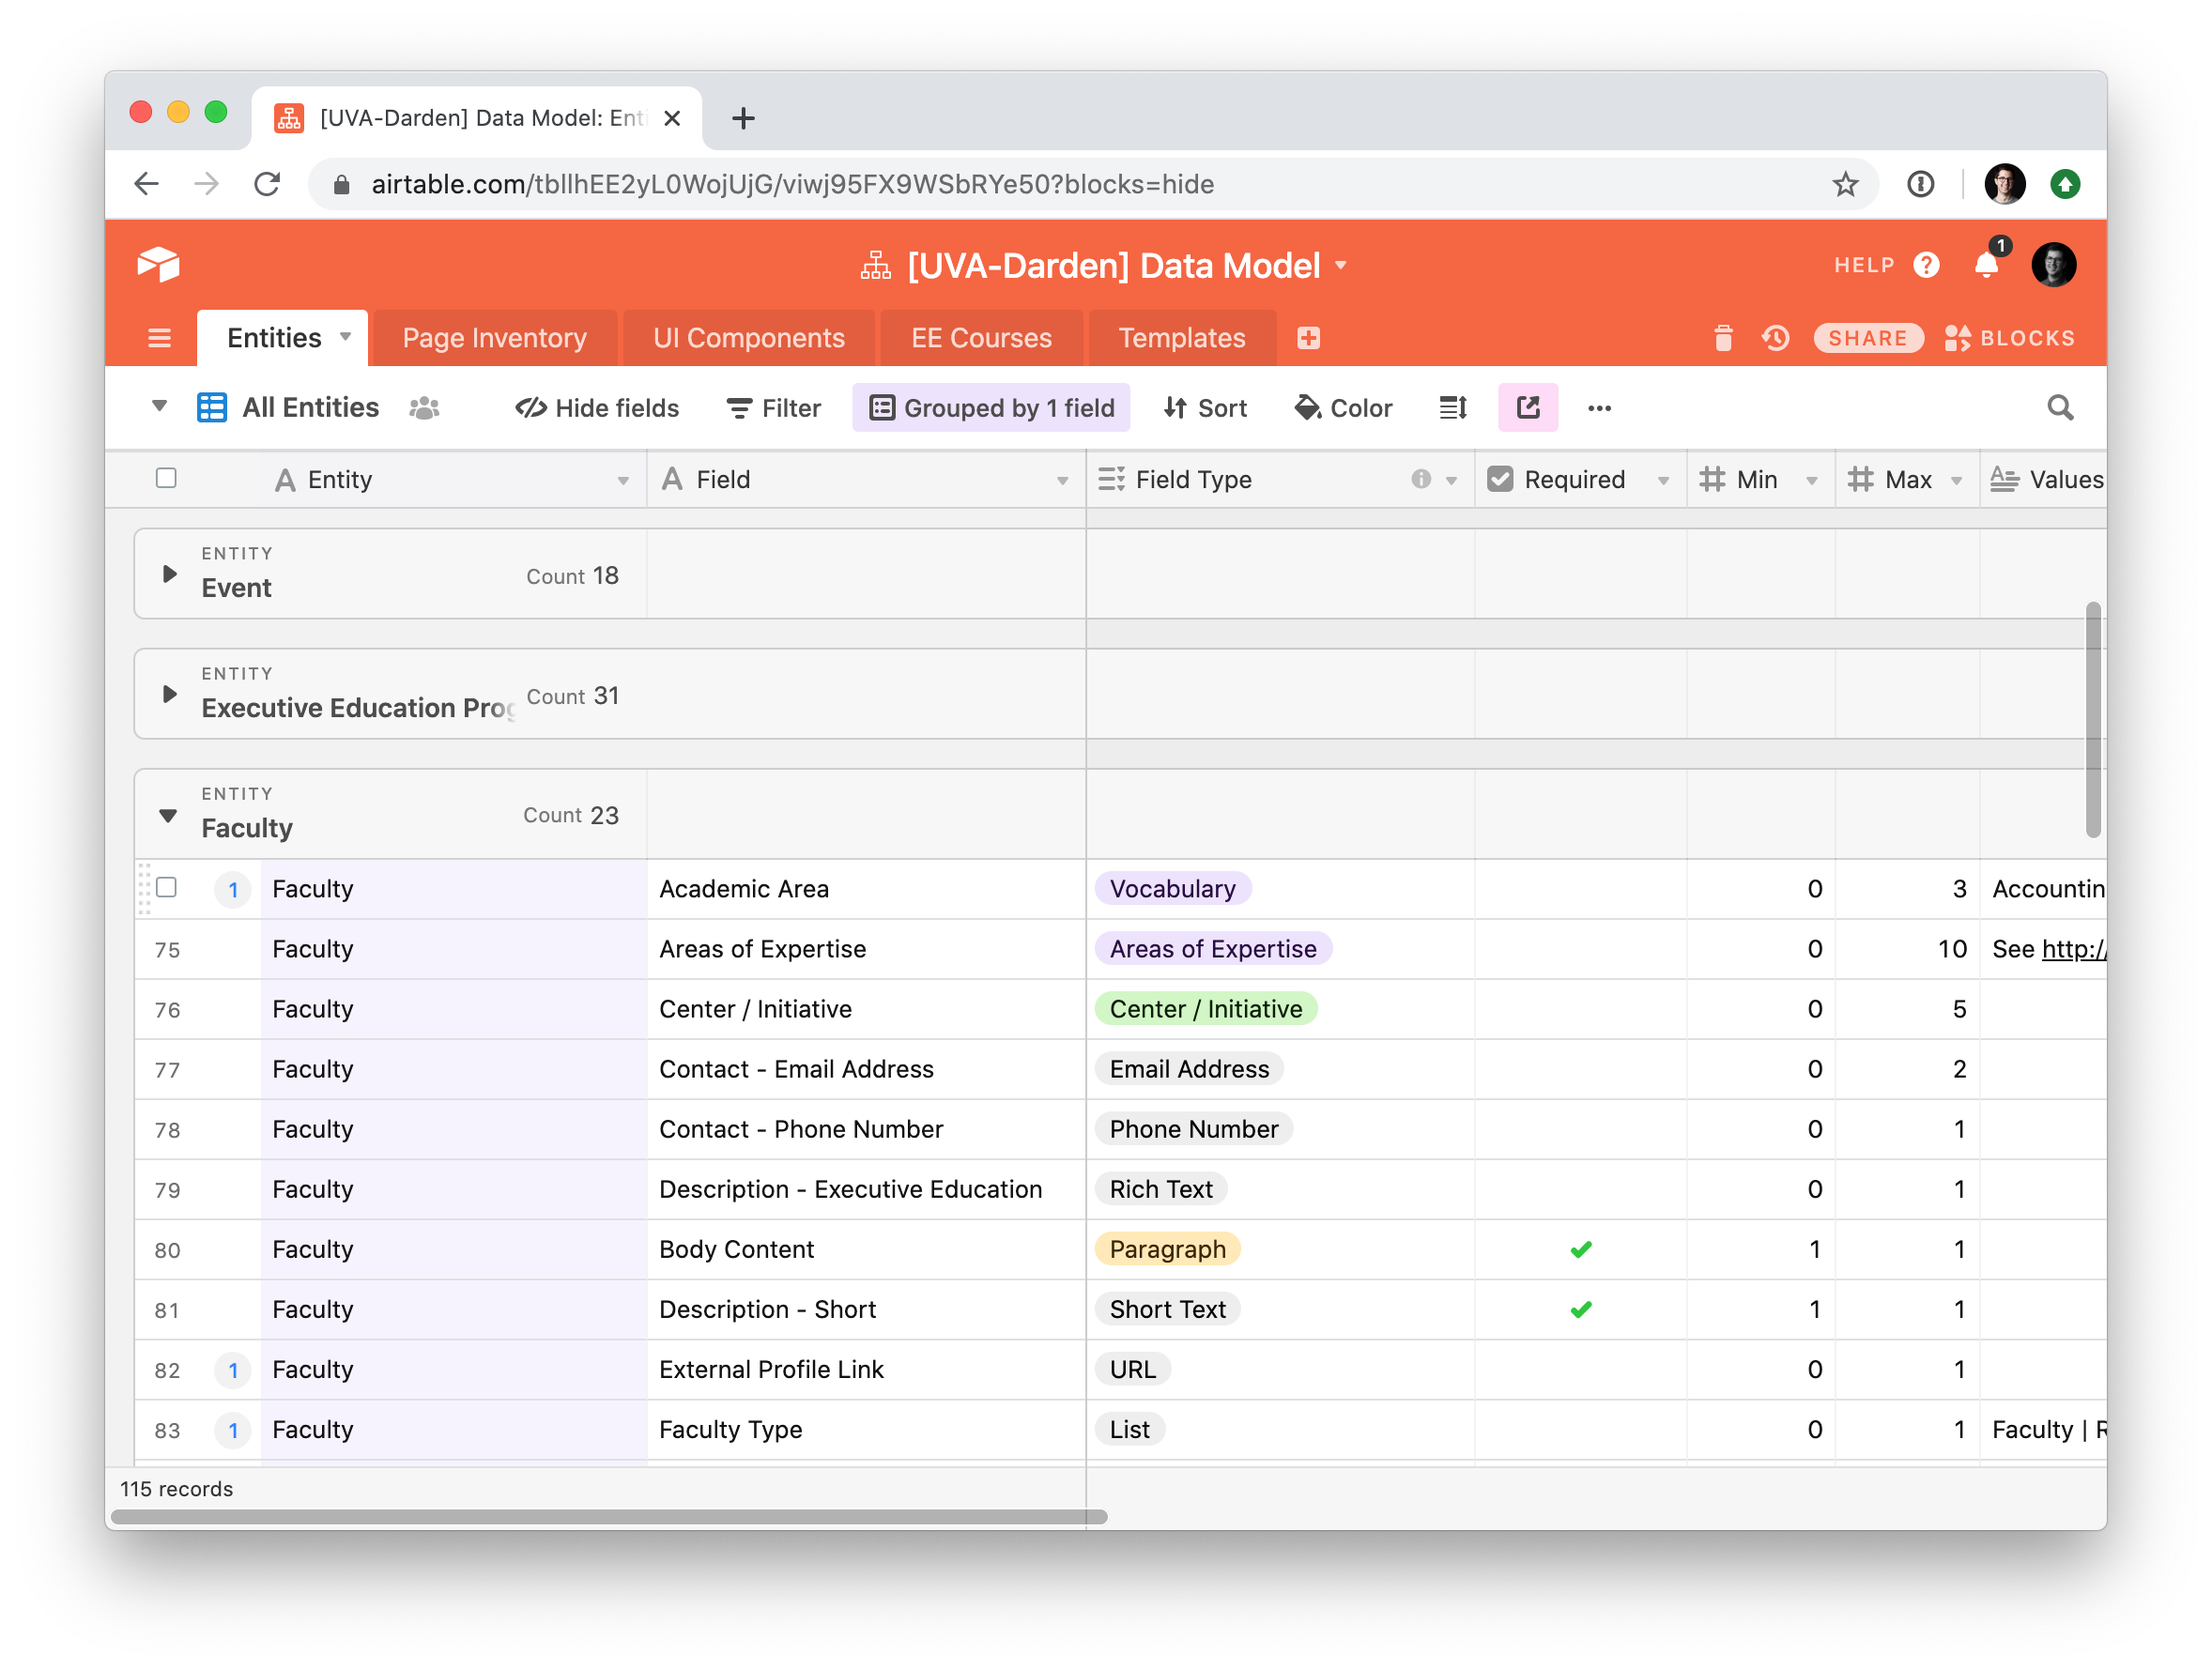 [UVA-Darden] Data Model: Ent
airtable.com/tbllhEE2yL0WojUjG/viwj95FX9WSbRYe50?blocks=hide
[UVA-Darden] Data Model
HELP ? 1
Entities Page Inventory UI Components EE Courses Templates SHARE BLOCKS
All Entities Hide fields Filter Grouped by 1 field Sort Color
Entity Field Field Type Required Min Max Values
ENTITY
Event Count 18
ENTITY
Executive Education Prog Count 31
ENTITY
Faculty Count 23
1 Faculty Academic Area Vocabulary 0 3 Accountin
75 Faculty Areas of Expertise Areas of Expertise 0 10 See http://
76 Faculty Center / Initiative Center / Initiative 0 5
77 Faculty Contact - Email Address Email Address 0 2
78 Faculty Contact - Phone Number Phone Number 0 1
79 Faculty Description - Executive Education Rich Text 0 1
80 Faculty Body Content Paragraph 1 1
81 Faculty Description - Short Short Text 1 1
82 1 Faculty External Profile Link URL 0 1
83 1 Faculty Faculty Type List 0 1 Faculty | R
115 records